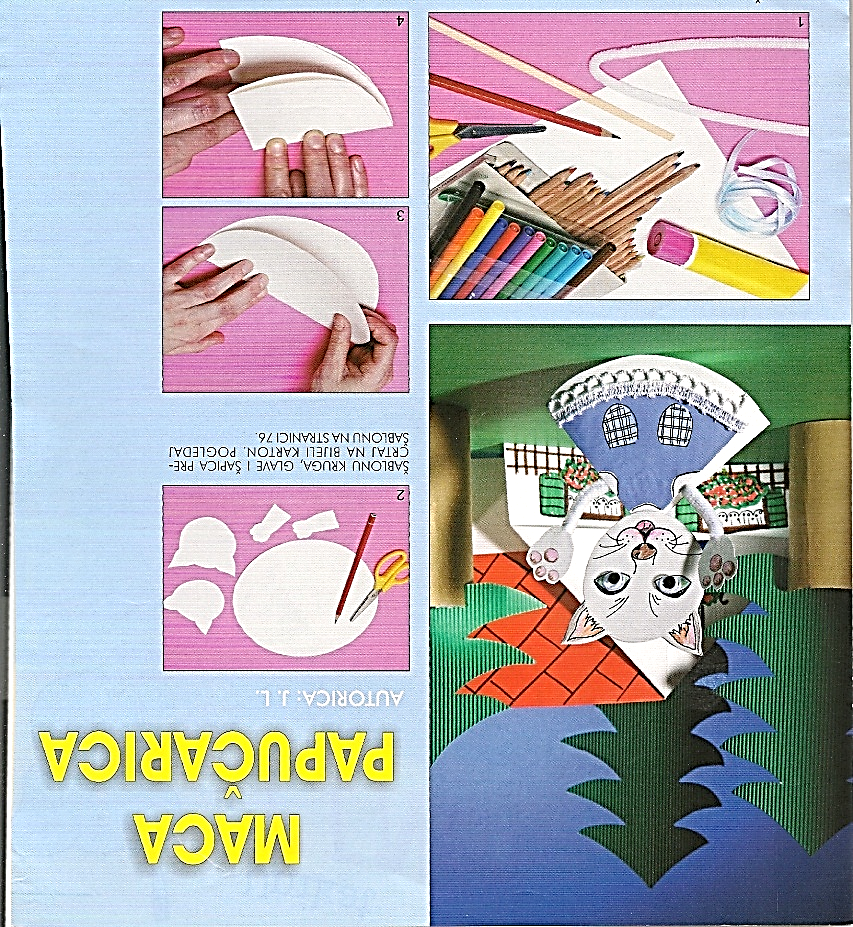 MACA
PAPUČARICA
AUTORICA: J. L.
1
2
ŠABLONU KRUGA, GLAVE I ŠAPICA PRE-
CRTAJ NA BIJELI KARTON. POGLEDAJ
ŠABLONU NA STRANICI 76.
3
4